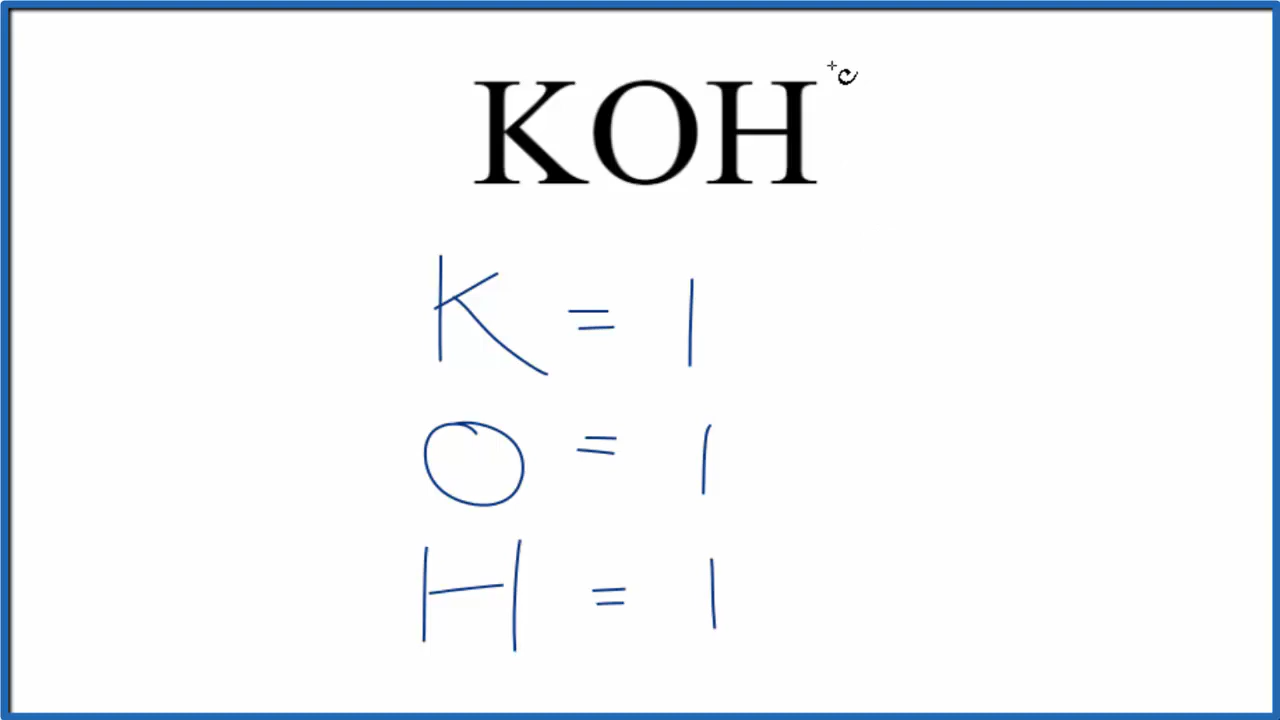 KOH
K = 1
O = 1
H = 1